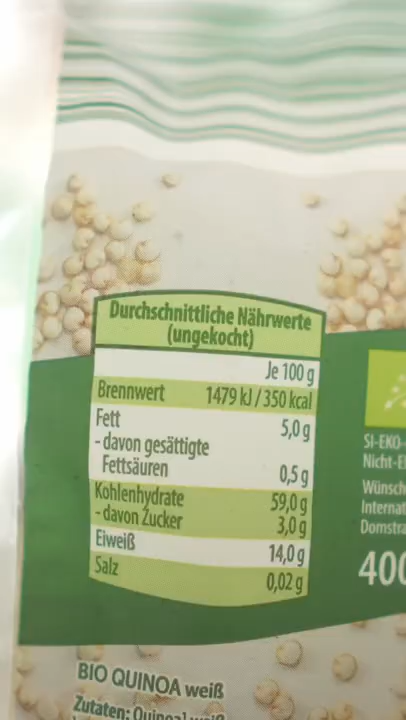 Durchschnittliche Nährwerte
(ungekocht)
Je 100 g
Brennwert 1479 kJ / 350 kcal
Fett 5,0 g
- davon gesättigte
Fettsäuren 0,5 g
Kohlenhydrate 59,0 g
- davon Zucker 3,0 g
Eiweiß 14,0 g
Salz 0,02 g
SI-EKO-
Nicht-E
Wünsch
Internat
Domstra
400
BIO QUINOA weiß
Zutaten: Quinoa¹ weiß